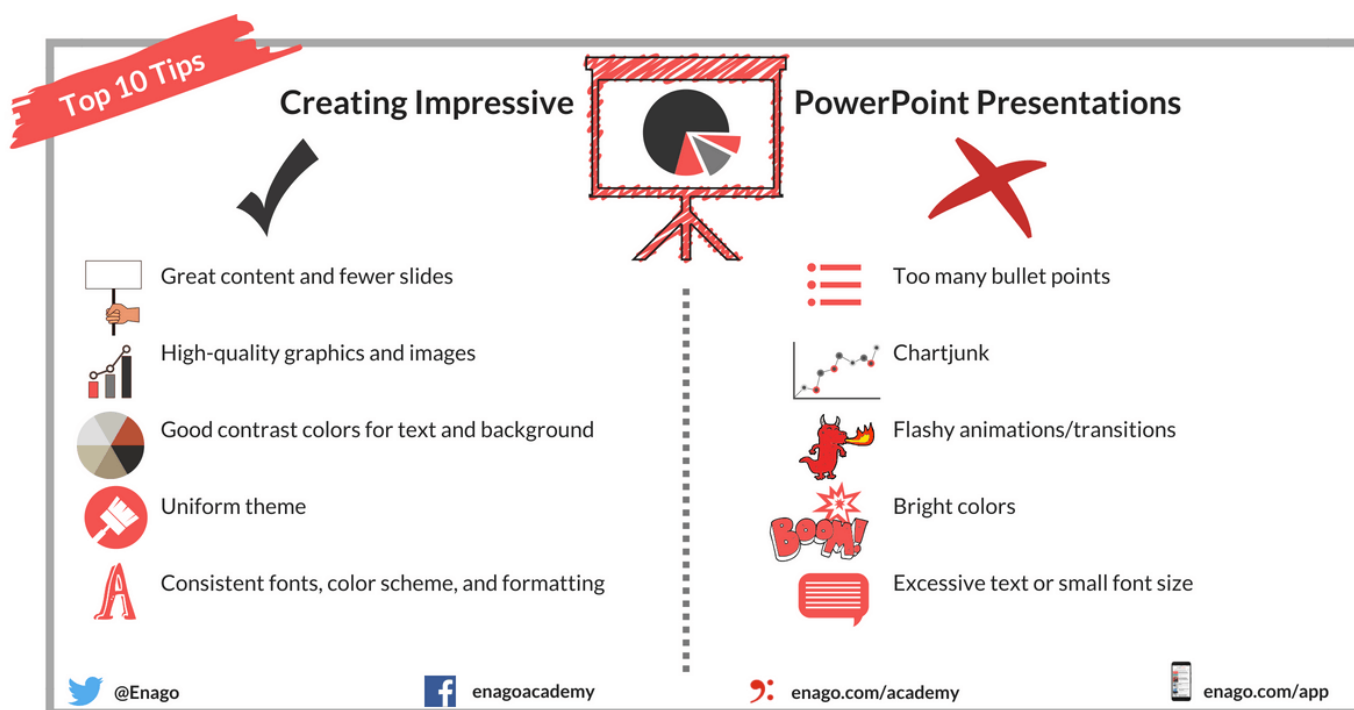 Top 10 Tips
Creating Impressive PowerPoint Presentations
Great content and fewer slides
High-quality graphics and images
Good contrast colors for text and background
Uniform theme
A
Consistent fonts, color scheme, and formatting
Too many bullet points
Chartjunk
Flashy animations/transitions
Bright colors
BOOM!
Excessive text or small font size
@Enago
enagoacademy
enago.com/academy
enago.com/app